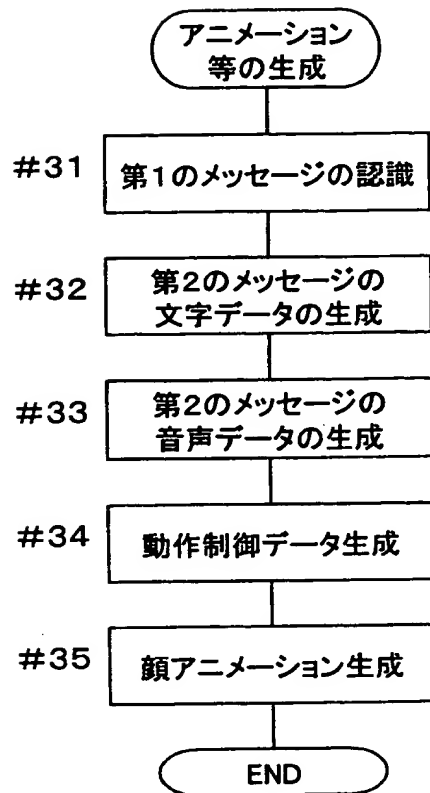 アニメーション
等の生成
#31 第1のメッセージの認識
#32 第2のメッセージの
文字データの生成
#33 第2のメッセージの
音声データの生成
#34 動作制御データ生成
#35 顔アニメーション生成
END